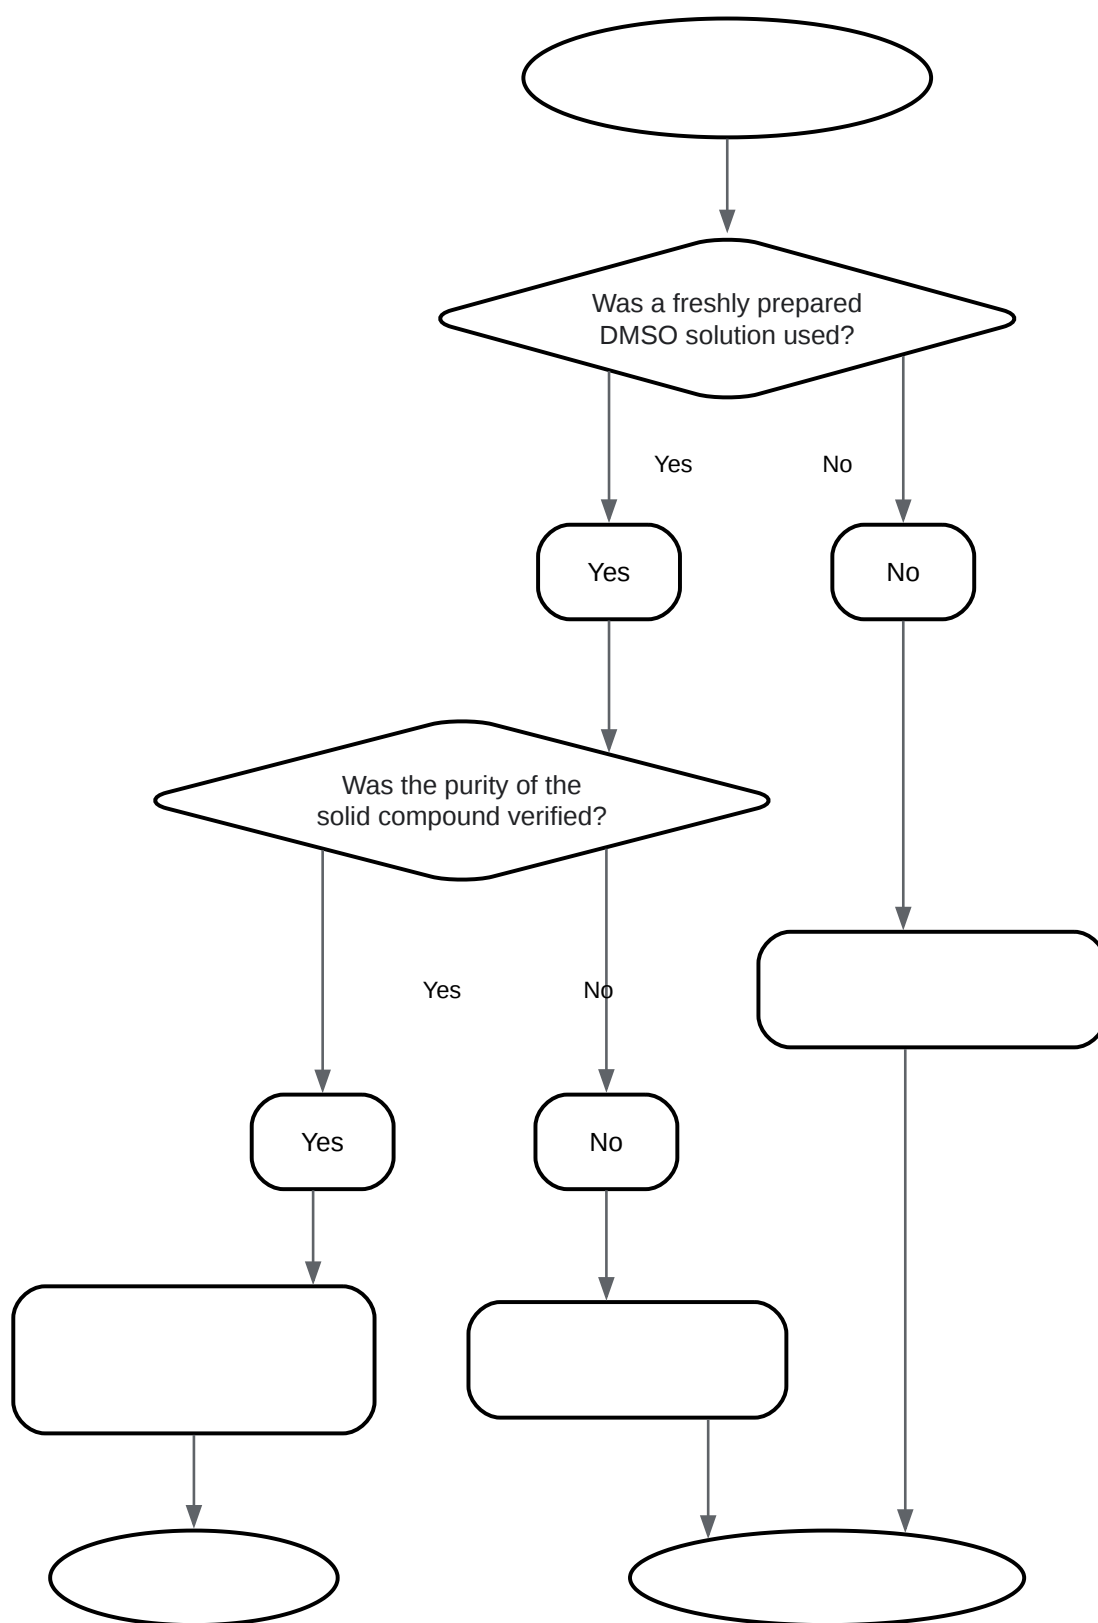 Was a freshly prepared
DMSO solution used?
Yes
No
Yes
No
Was the purity of the
solid compound verified?
Yes
No
Yes
No